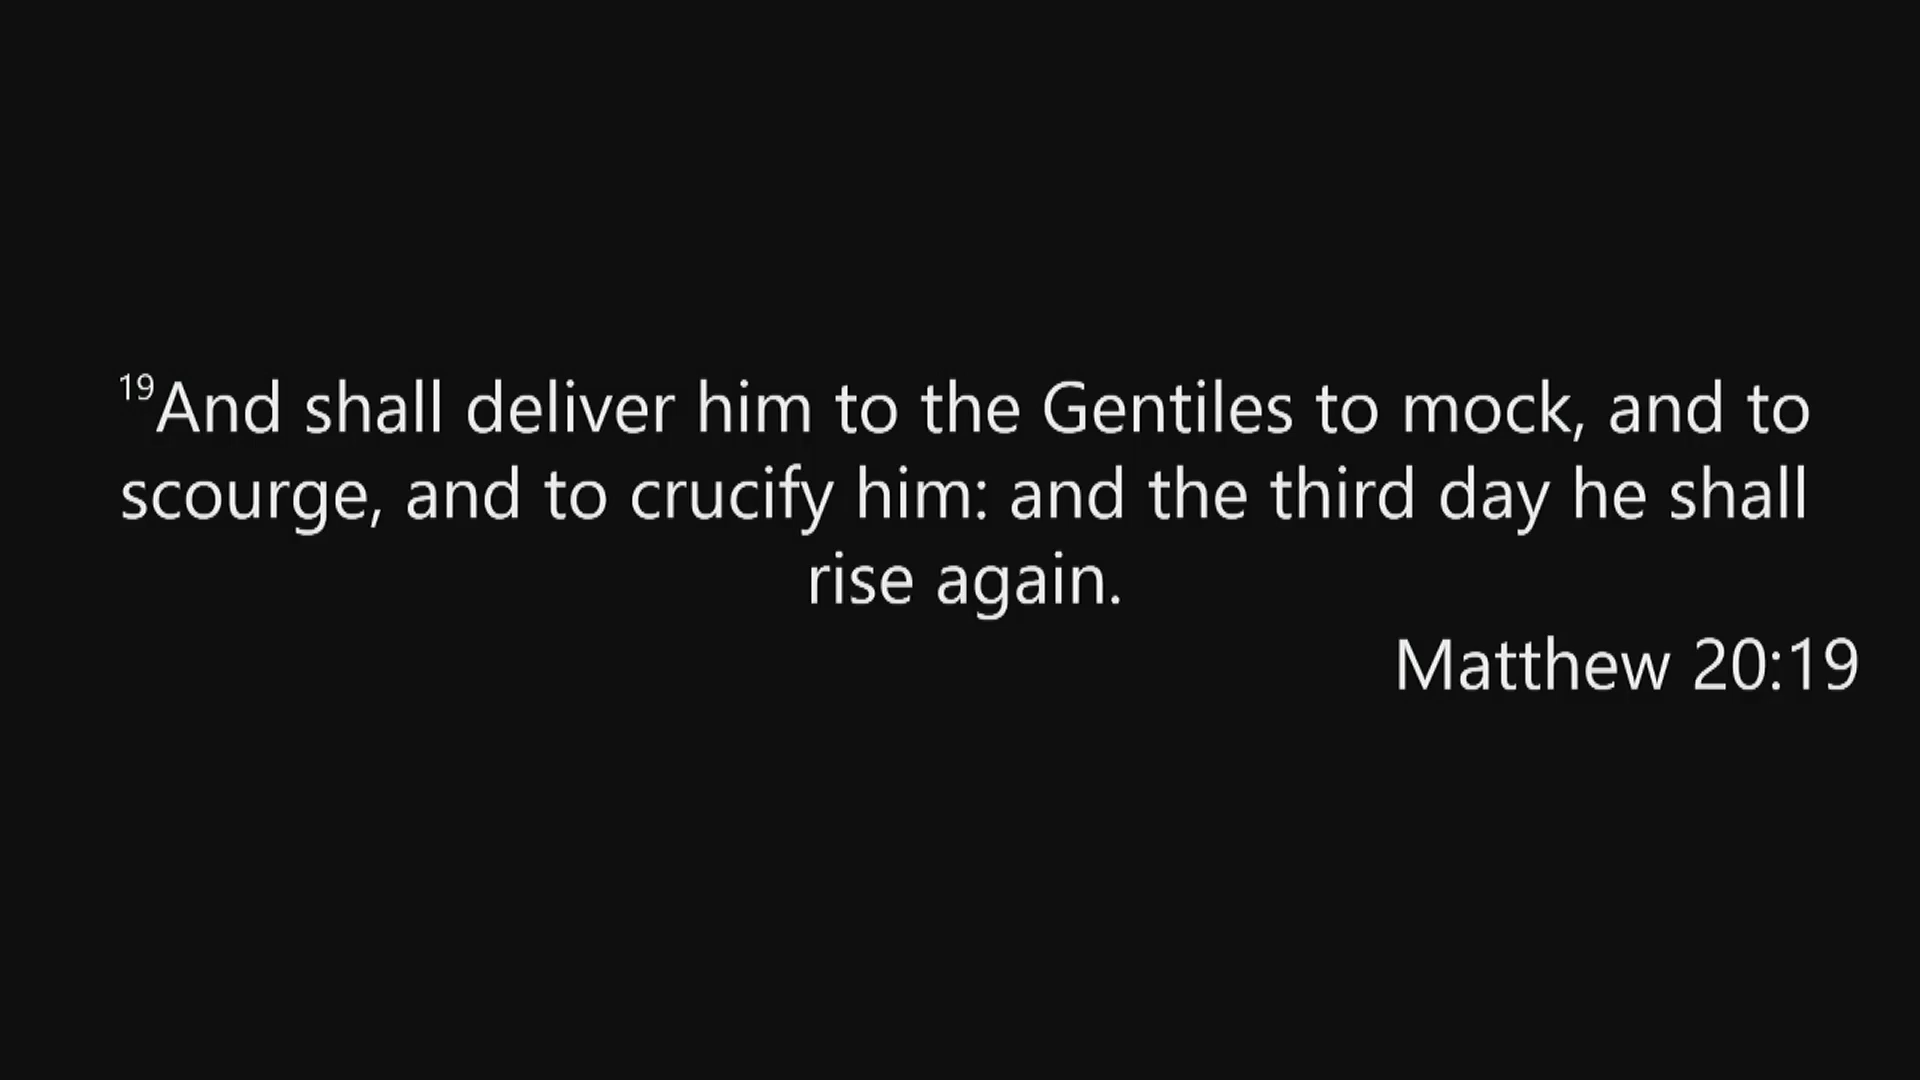 19And shall deliver him to the Gentiles to mock, and to
scourge, and to crucify him: and the third day he shall
rise again.
Matthew 20:19